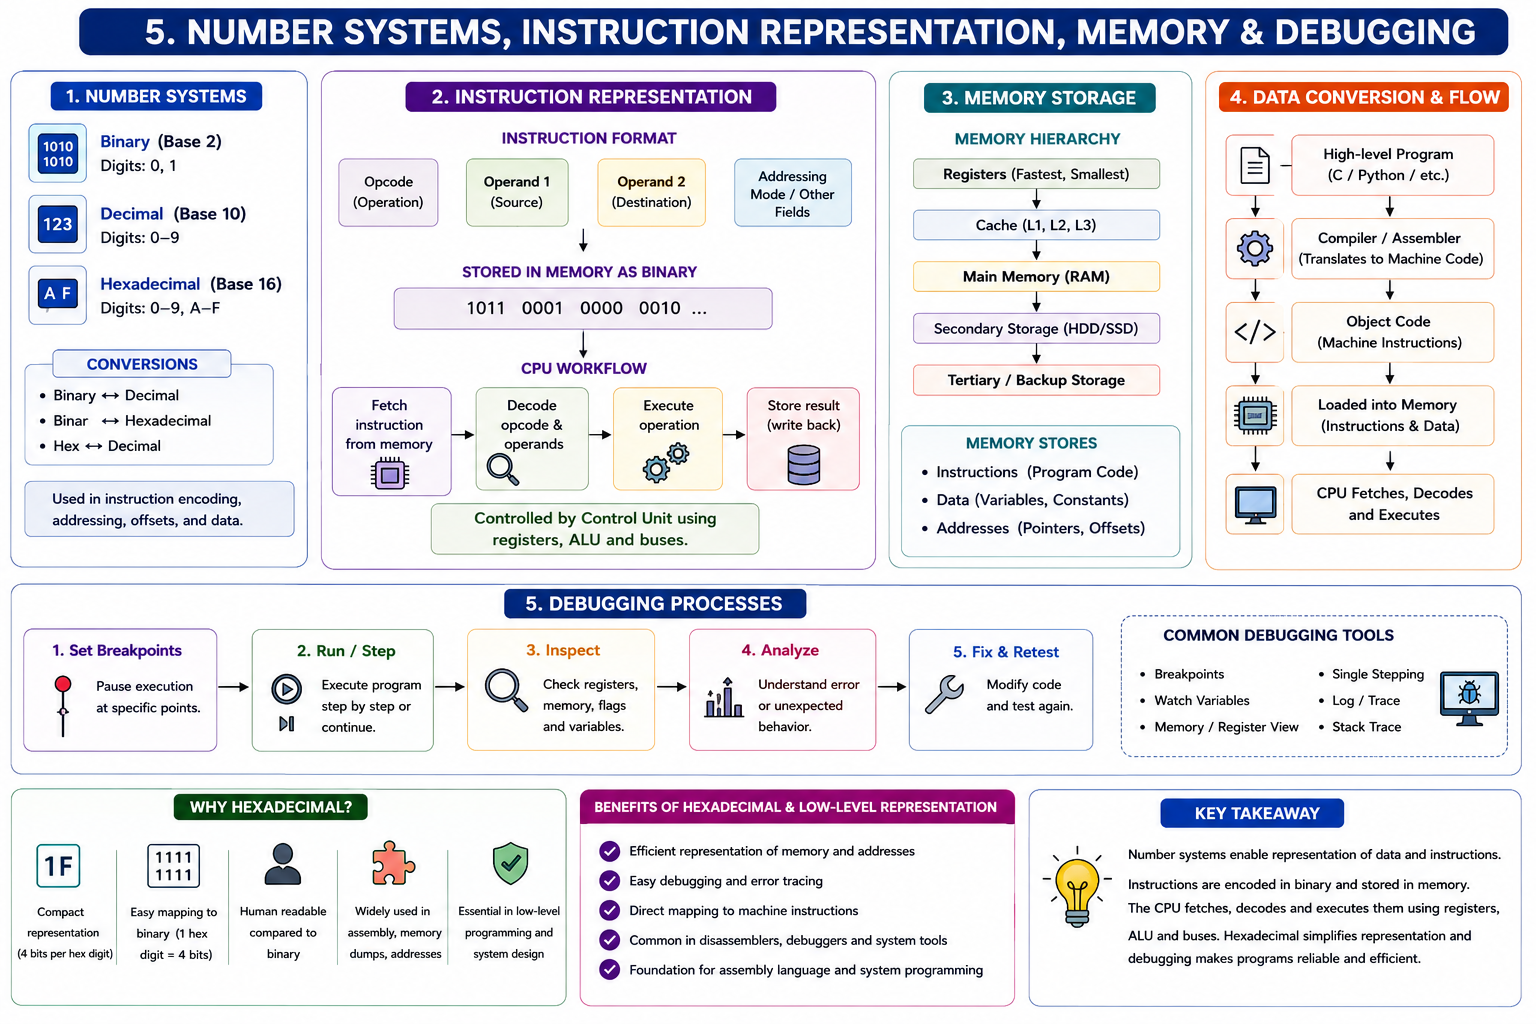 5. NUMBER SYSTEMS, INSTRUCTION REPRESENTATION, MEMORY & DEBUGGING
1. NUMBER SYSTEMS
1010
1010
Binary (Base 2)
Digits: 0, 1
123
Decimal (Base 10)
Digits: 0–9
A F
Hexadecimal (Base 16)
Digits: 0–9, A–F
CONVERSIONS
• Binary ↔ Decimal
• Binar ↔ Hexadecimal
• Hex ↔ Decimal
Used in instruction encoding,
addressing, offsets, and data.
2. INSTRUCTION REPRESENTATION
INSTRUCTION FORMAT
Opcode
(Operation)
Operand 1
(Source)
Operand 2
(Destination)
Addressing
Mode / Other
Fields
STORED IN MEMORY AS BINARY
1011 0001 0000 0010 ...
CPU WORKFLOW
Fetch
instruction
from memory
Decode
opcode &
operands
Execute
operation
Store result
(write back)
Controlled by Control Unit using
registers, ALU and buses.
3. MEMORY STORAGE
MEMORY HIERARCHY
Registers (Fastest, Smallest)
Cache (L1, L2, L3)
Main Memory (RAM)
Secondary Storage (HDD/SSD)
Tertiary / Backup Storage
MEMORY STORES
• Instructions (Program Code)
• Data (Variables, Constants)
• Addresses (Pointers, Offsets)
4. DATA CONVERSION & FLOW
High-level Program
(C / Python / etc.)
Compiler / Assembler
(Translates to Machine Code)
</>
Object Code
(Machine Instructions)
Loaded into Memory
(Instructions & Data)
CPU Fetches, Decodes
and Executes
5. DEBUGGING PROCESSES
1. Set Breakpoints
Pause execution
at specific points.
2. Run / Step
Execute program
step by step or
continue.
3. Inspect
Check registers,
memory, flags
and variables.
4. Analyze
Understand error
or unexpected
behavior.
5. Fix & Retest
Modify code
and test again.
COMMON DEBUGGING TOOLS
• Breakpoints
• Watch Variables
• Memory / Register View
• Single Stepping
• Log / Trace
• Stack Trace
WHY HEXADECIMAL?
1F
Compact
representation
(4 bits per hex digit)
1111
1111
Easy mapping to
binary (1 hex
digit = 4 bits)
Human readable
compared to
binary
Widely used in
assembly, memory
dumps, addresses
Essential in low-level
programming and
system design
BENEFITS OF HEXADECIMAL & LOW-LEVEL REPRESENTATION
Efficient representation of memory and addresses
Easy debugging and error tracing
Direct mapping to machine instructions
Common in disassemblers, debuggers and system tools
Foundation for assembly language and system programming
KEY TAKEAWAY
Number systems enable representation of data and instructions.
Instructions are encoded in binary and stored in memory.
The CPU fetches, decodes and executes them using registers,
ALU and buses. Hexadecimal simplifies representation and
debugging makes programs reliable and efficient.